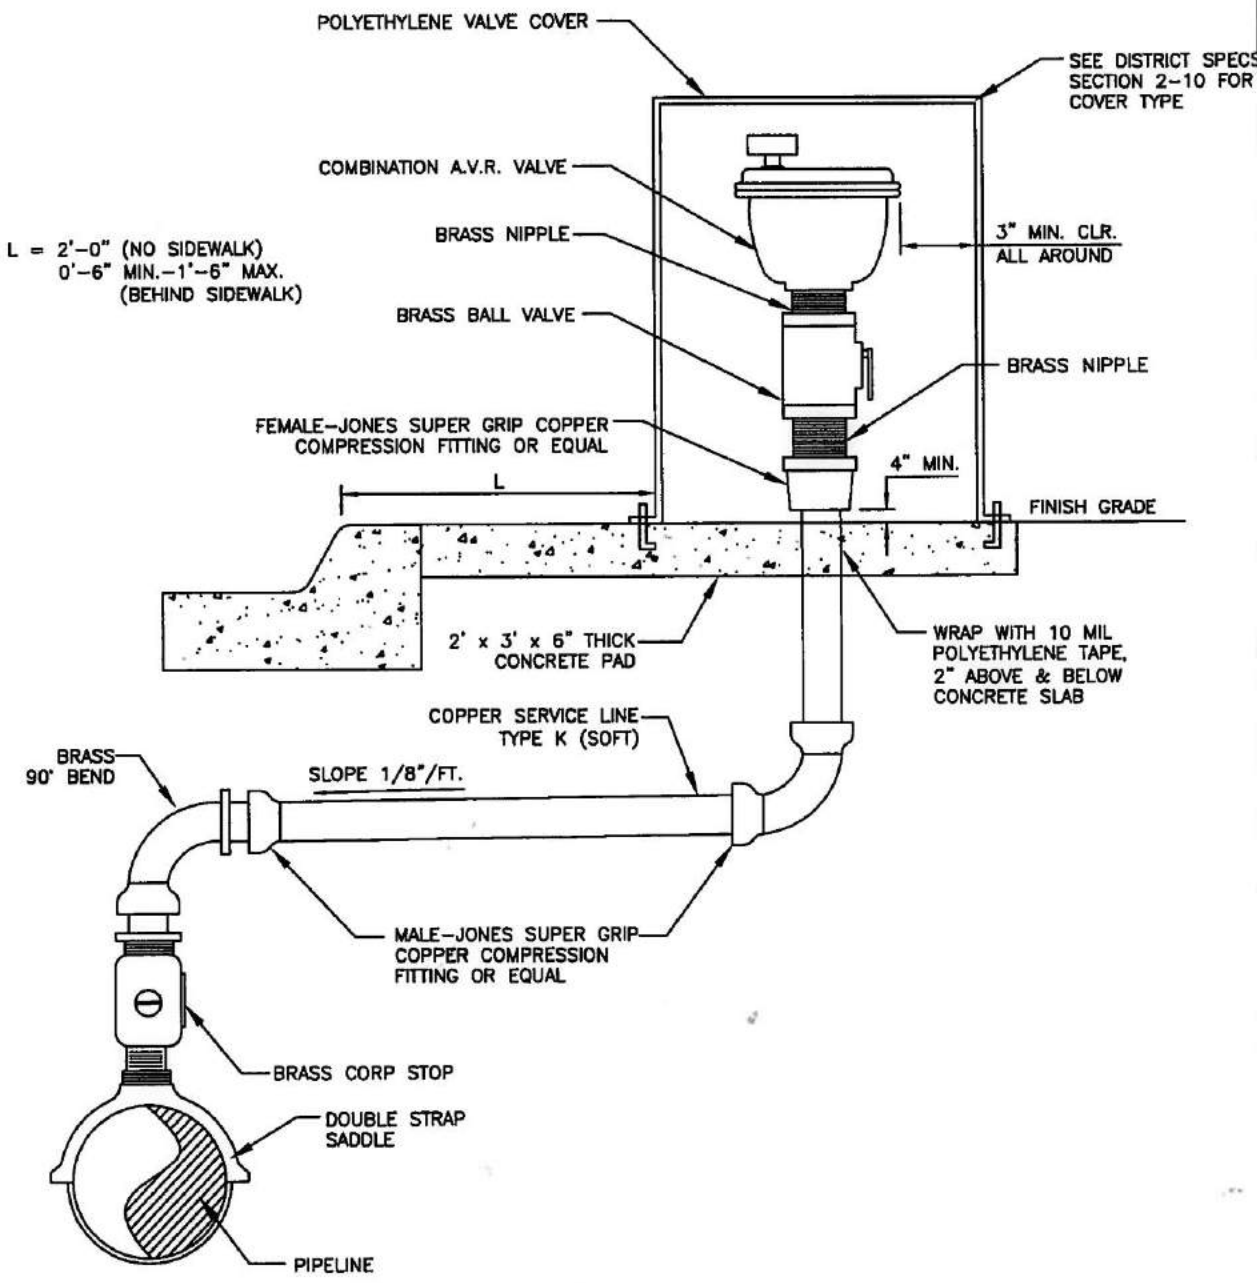 POLYETHYLENE VALVE COVER
SEE DISTRICT SPECS
SECTION 2-10 FOR
COVER TYPE
COMBINATION A.V.R. VALVE
L = 2'-0" (NO SIDEWALK)
0'-6" MIN.-1'-6" MAX.
(BEHIND SIDEWALK)
BRASS NIPPLE
3" MIN. CLR.
ALL AROUND
BRASS BALL VALVE
BRASS NIPPLE
FEMALE-JONES SUPER GRIP COPPER
COMPRESSION FITTING OR EQUAL
4" MIN.
L
FINISH GRADE
2' x 3' x 6" THICK
CONCRETE PAD
WRAP WITH 10 MIL
POLYETHYLENE TAPE,
2" ABOVE & BELOW
CONCRETE SLAB
COPPER SERVICE LINE
TYPE K (SOFT)
BRASS
90° BEND
SLOPE 1/8"/FT.
MALE-JONES SUPER GRIP
COPPER COMPRESSION
FITTING OR EQUAL
BRASS CORP STOP
DOUBLE STRAP
SADDLE
PIPELINE